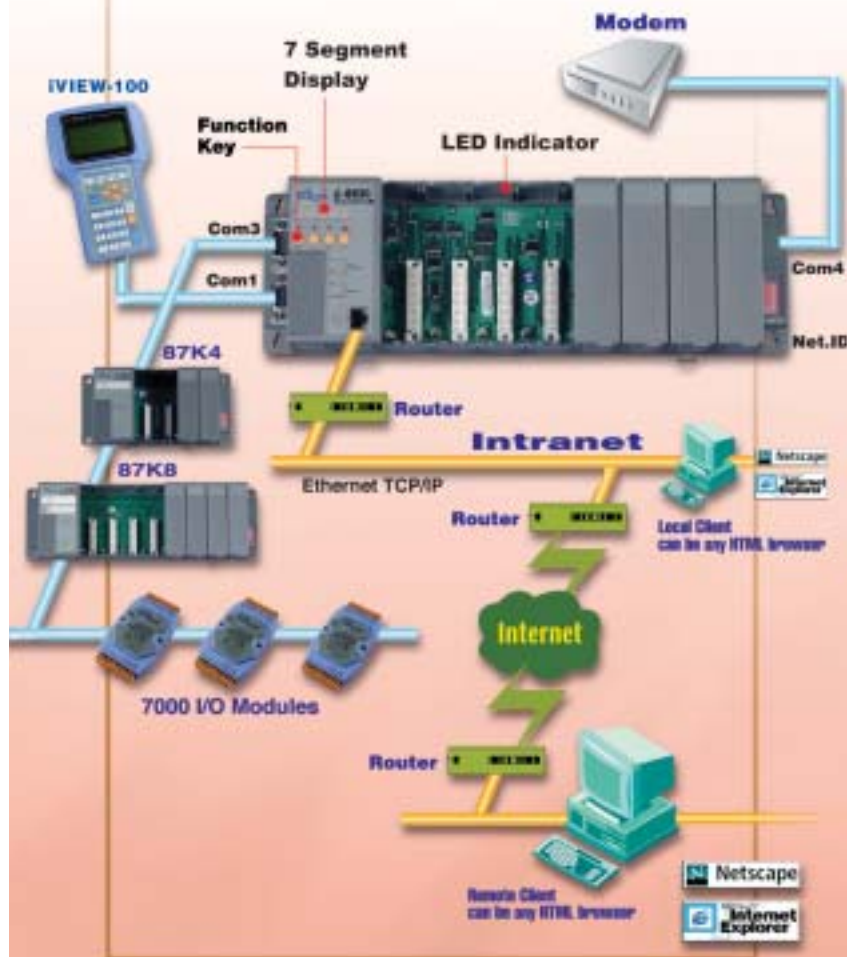 Modem
7 Segment
Display
iVIEW-100
Function
Key
LED Indicator
Com3
Com1
Com4
Net.ID
87K4
Router
Intranet
87K8
Ethernet TCP/IP
Netscape
Internet
Explorer
Router
Local Client
can be any HTML browser
Internet
7000 I/O Modules
Router
Netscape
Remote Client
can be any HTML browser
Internet
Explorer